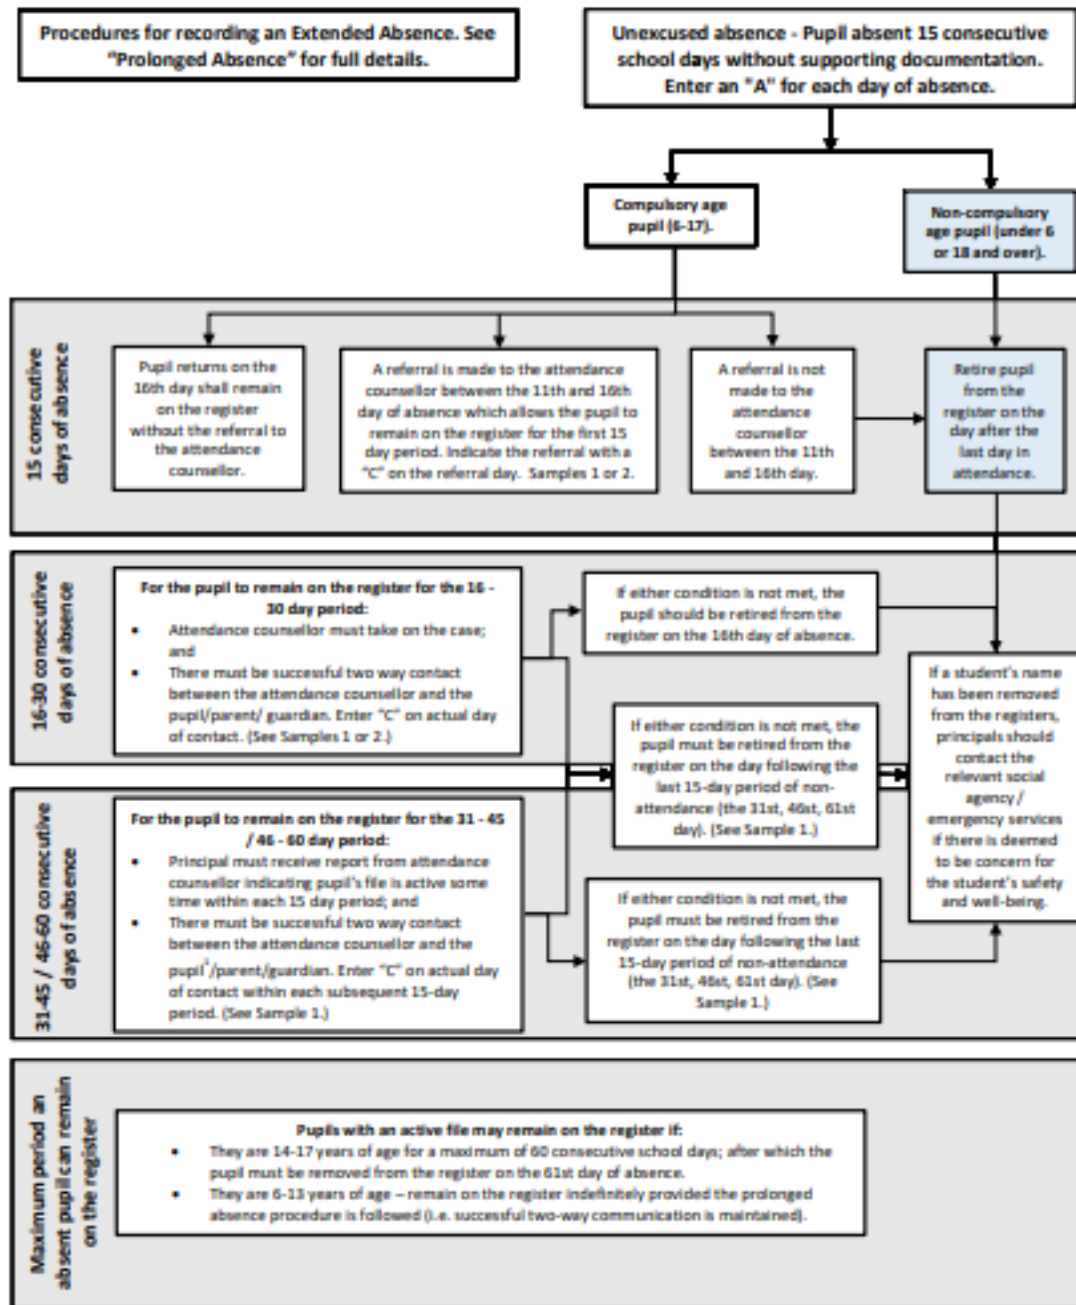 Procedures for recording an Extended Absence. See
"Prolonged Absence" for full details.
Unexcused absence - Pupil absent 15 consecutive
school days without supporting documentation.
Enter an "A" for each day of absence.
Compulsory age
pupil (6-17).
Non-compulsory
age pupil (under 6
or 18 and over).
15 consecutive
days of absence
Pupil returns on the
16th day shall remain
on the register
without the referral to
the attendance
counsellor.
A referral is made to the attendance
counsellor between the 11th and 16th
day of absence which allows the pupil to
remain on the register for the first 15
day period. Indicate the referral with a
"C" on the referral day. Samples 1 or 2.
A referral is not
made to the
attendance
counsellor
between the 11th
and 16th day.
Retire pupil
from the
register on the
day after the
last day in
attendance.
16-30 consecutive
days of absence
For the pupil to remain on the register for the 16 -
30 day period:
• Attendance counsellor must take on the case;
and
• There must be successful two way contact
between the attendance counsellor and the
pupil/parent/ guardian. Enter "C" on actual day
of contact. (See Samples 1 or 2.)
If either condition is not met, the
pupil should be retired from the
register on the 16th day of absence.
If either condition is not met, the
pupil must be retired from the
register on the day following the
last 15-day period of non-
attendance (the 31st, 46st, 61st
day). (See Sample 1.)
If a student's name
has been removed
from the registers,
principals should
contact the
relevant social
agency /
emergency services
if there is deemed
to be concern for
the student's safety
and well-being.
31-45 / 46-60 consecutive
days of absence
For the pupil to remain on the register for the 31 - 45
/ 46 - 60 day period:
• Principal must receive report from attendance
counsellor indicating pupil's file is active some
time within each 15 day period; and
• There must be successful two way contact
between the attendance counsellor and the
pupil/parent/guardian. Enter "C" on actual day
of contact within each subsequent 15-day
period. (See Sample 1.)
If either condition is not met, the
pupil must be retired from the
register on the day following the last
15-day period of non-attendance
(the 31st, 46st, 61st day). (See
Sample 1.)
Maximum period an
absent pupil can remain
on the register
Pupils with an active file may remain on the register if:
• They are 14-17 years of age for a maximum of 60 consecutive school days; after which the
pupil must be removed from the register on the 61st day of absence.
• They are 6-13 years of age – remain on the register indefinitely provided the prolonged
absence procedure is followed (i.e. successful two-way communication is maintained).